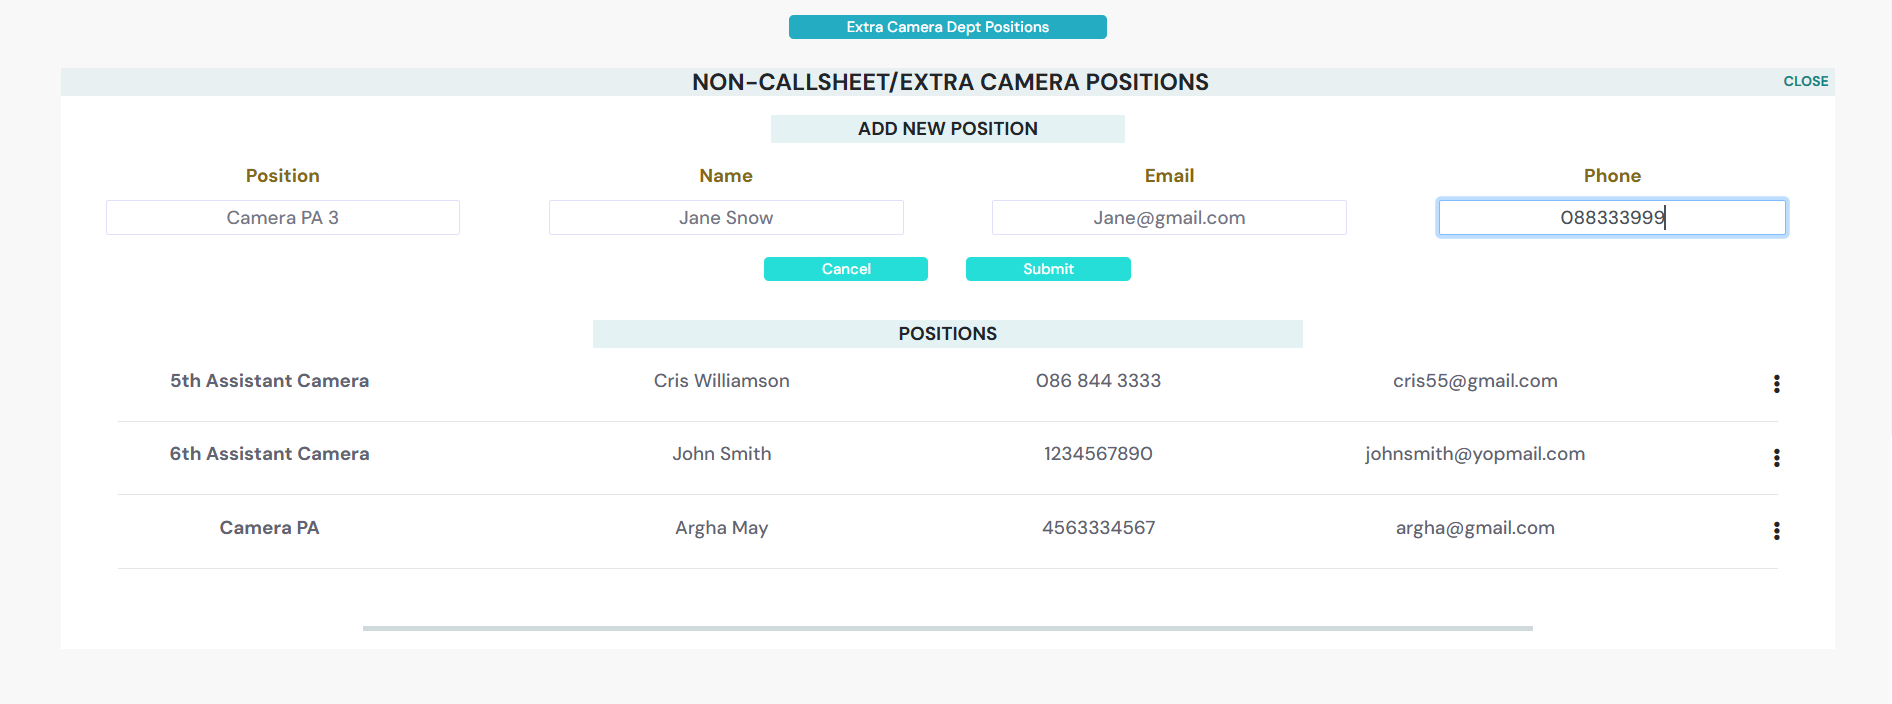 Extra Camera Dept Positions
NON-CALLSHEET/EXTRA CAMERA POSITIONS CLOSE
ADD NEW POSITION
Position Name Email Phone
Camera PA 3 Jane Snow Jane@gmail.com 088333999
Cancel Submit
POSITIONS
5th Assistant Camera Cris Williamson 086 844 3333 cris55@gmail.com
6th Assistant Camera John Smith 1234567890 johnsmith@yopmail.com
Camera PA Argha May 4563334567 argha@gmail.com